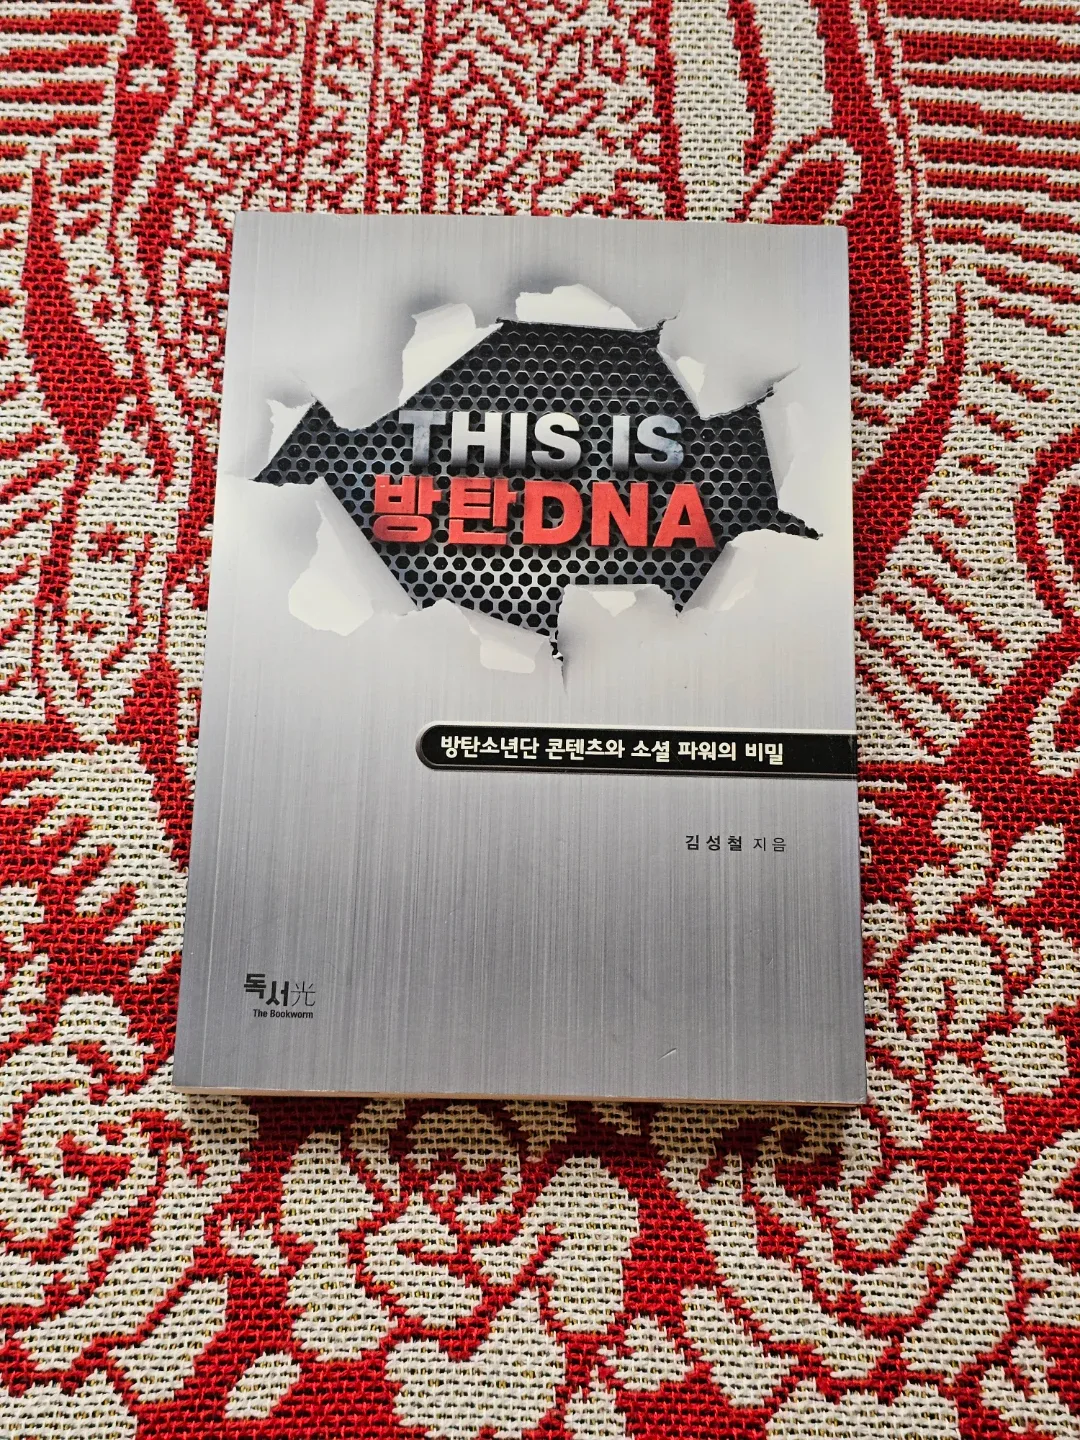 THIS IS
방탄DNA
방탄소년단 콘텐츠와 소셜 파워의 비밀
김성철 지음
독서光
The Bookworm